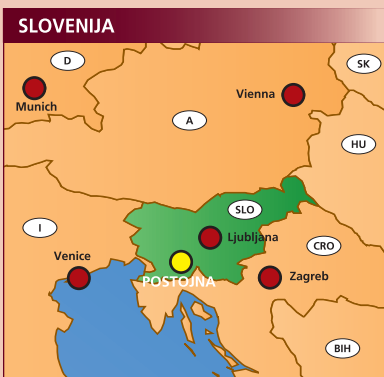 SLOVENIJA
D
SK
Munich
Vienna
A
HU
SLO
I
Ljubljana
CRO
Venice
Zagreb
POSTOJNA
BIH